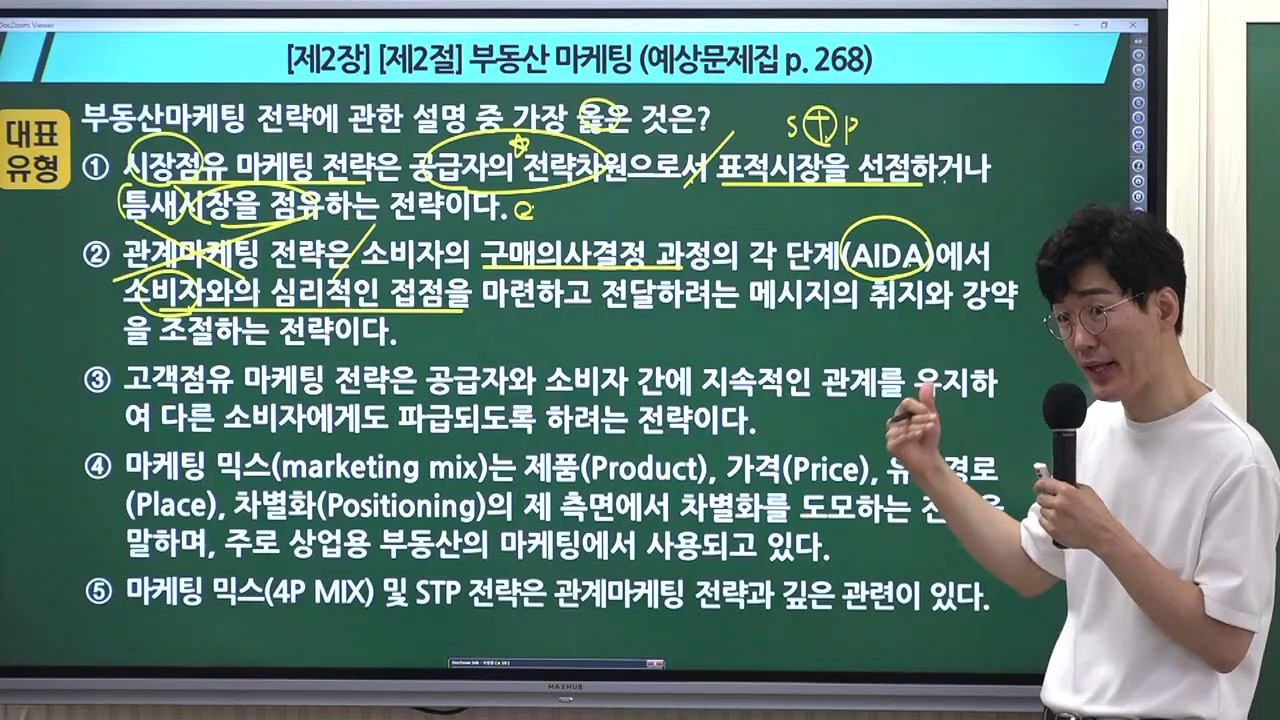 DocZoom Viewer
[제2장] [제2절] 부동산 마케팅 (예상문제집 p. 268)
대표
유형
부동산마케팅 전략에 관한 설명 중 가장 옳은 것은?
S t p
① 시장점유 마케팅 전략은 공급자의 전략차원으로서 표적시장을 선점하거나
틈새시장을 점유하는 전략이다.
② 관계마케팅 전략은 소비자의 구매의사결정 과정의 각 단계(AIDA)에서
소비자와의 심리적인 접점을 마련하고 전달하려는 메시지의 취지와 강약
을 조절하는 전략이다.
③ 고객점유 마케팅 전략은 공급자와 소비자 간에 지속적인 관계를 유지하
여 다른 소비자에게도 파급되도록 하려는 전략이다.
④ 마케팅 믹스(marketing mix)는 제품(Product), 가격(Price), 유 경로
(Place), 차별화(Positioning)의 제 측면에서 차별화를 도모하는
말하며, 주로 상업용 부동산의 마케팅에서 사용되고 있다.
⑤ 마케팅 믹스(4P MIX) 및 STP 전략은 관계마케팅 전략과 깊은 관련이 있다.
MAXHUB